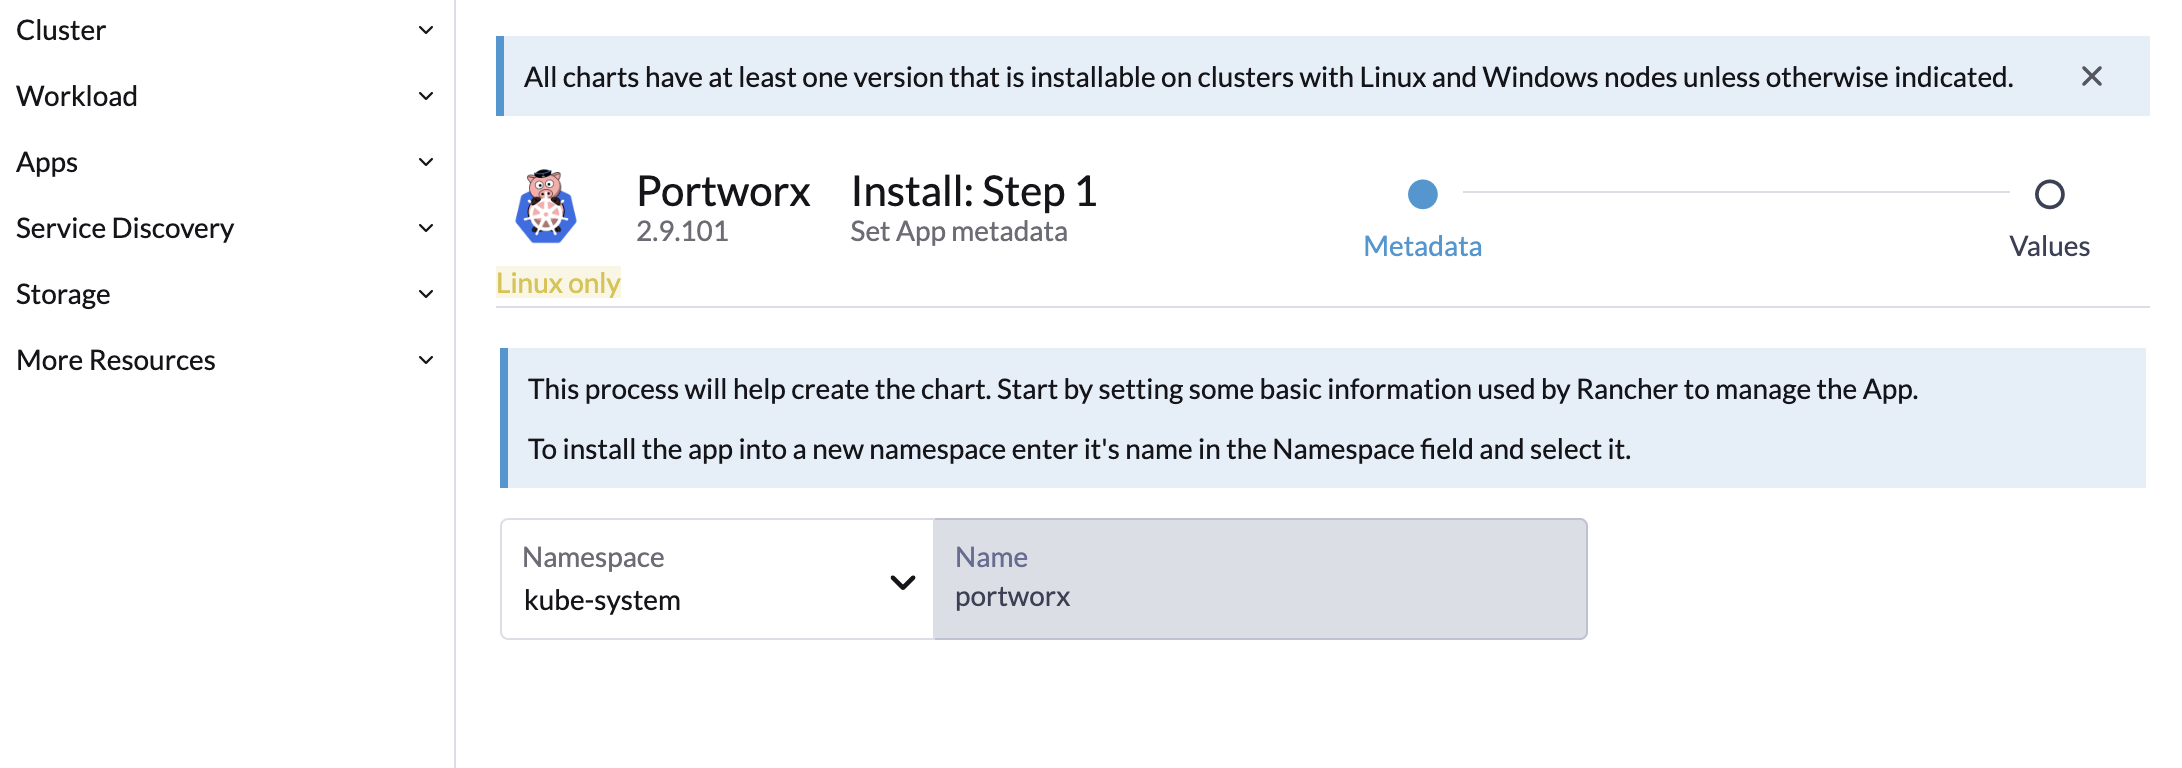 Cluster
Workload
Apps
Service Discovery
Storage
More Resources
All charts have at least one version that is installable on clusters with Linux and Windows nodes unless otherwise indicated.
Portworx
2.9.101
Linux only
Install: Step 1
Set App metadata
Metadata
Values
This process will help create the chart. Start by setting some basic information used by Rancher to manage the App.
To install the app into a new namespace enter it's name in the Namespace field and select it.
Namespace
kube-system
Name
portworx